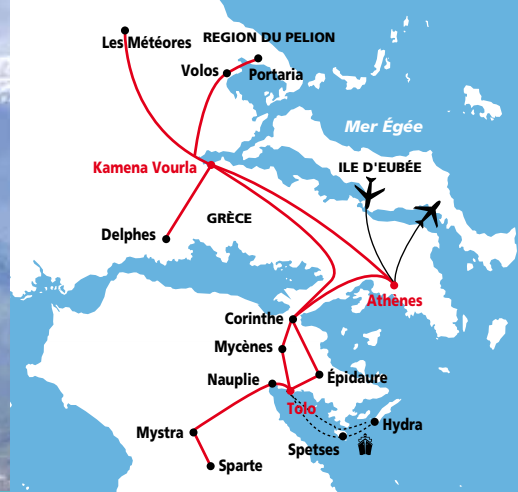 Les Météores
REGION DU PELION
Volos
Portaria
Mer Égée
Kamena Vourla
ILE D'EUBÉE
GRÈCE
Delphes
Athènes
Corinthe
Mycènes
Nauplie
Épidaure
Tolo
Hydra
Mystra
Spetses
Sparte